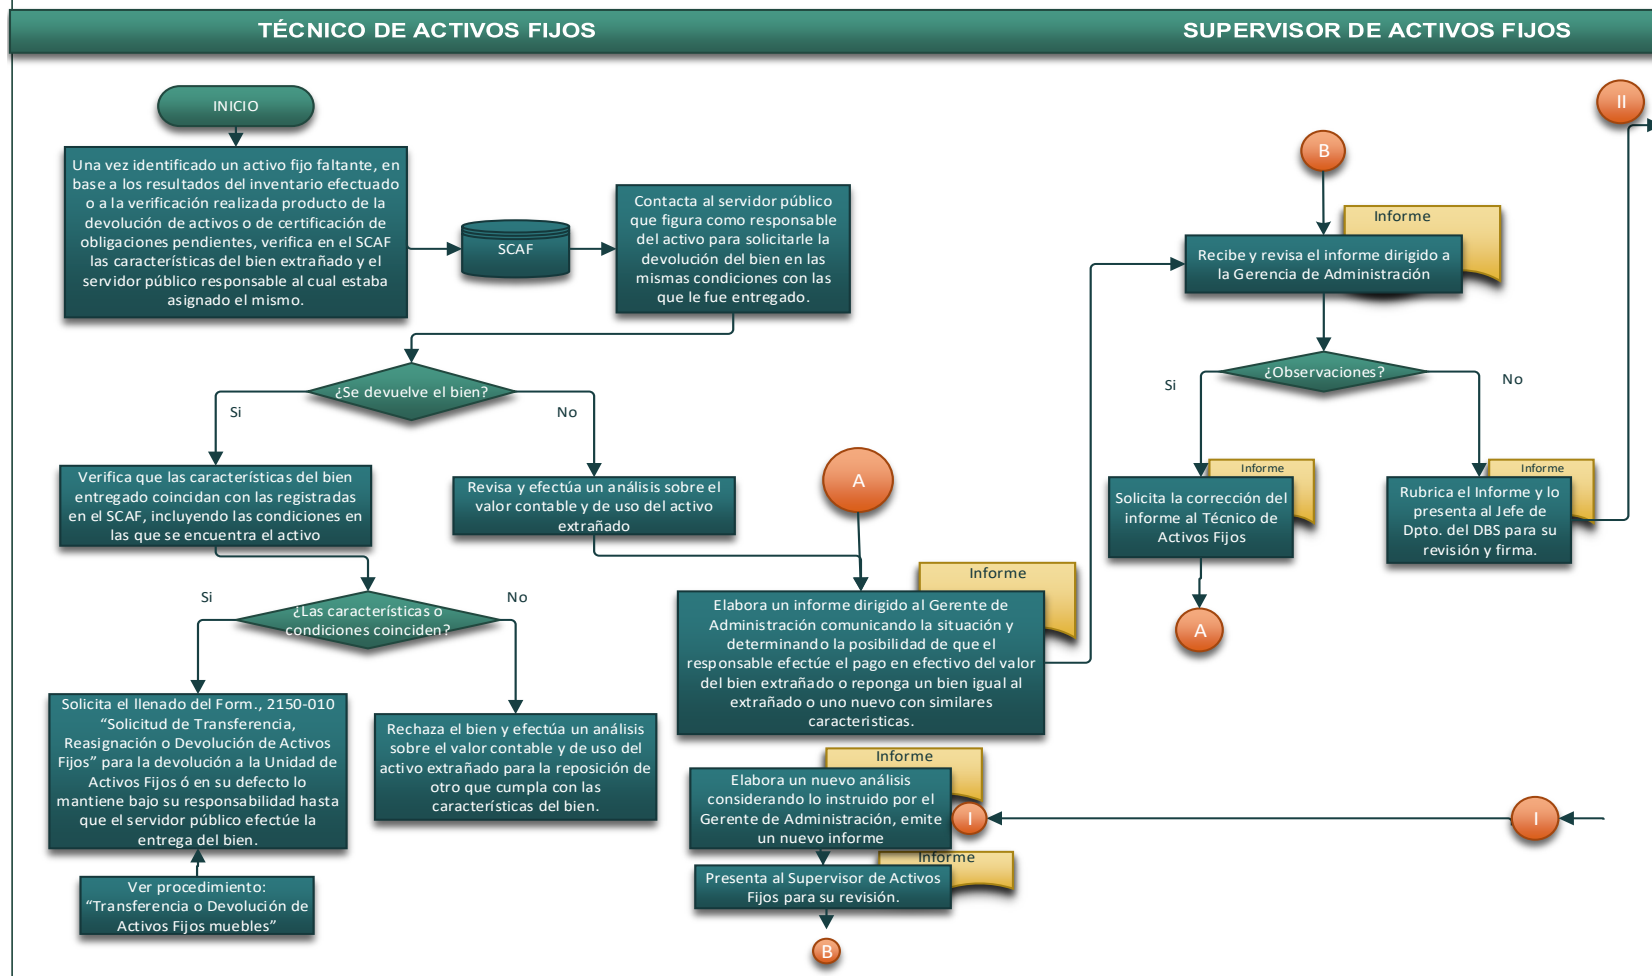 TÉCNICO DE ACTIVOS FIJOS
SUPERVISOR DE ACTIVOS FIJOS
INICIO
Una vez identificado un activo fijo faltante, en
base a los resultados del inventario efectuado
o a la verificación realizada producto de la
devolución de activos o de certificación de
obligaciones pendientes, verifica en el SCAF
las características del bien extrañado y el
servidor público responsable al cual estaba
asignado el mismo.
SCAF
Contacta al servidor público
que figura como responsable
del activo para solicitarle la
devolución del bien en las
mismas condiciones con las
que le fue entregado.
¿Se devuelve el bien?
Si
No
Verifica que las características del bien
entregado coincidan con las registradas
en el SCAF, incluyendo las condiciones en
las que se encuentra el activo
Revisa y efectúa un análisis sobre el
valor contable y de uso del activo
extrañado
A
¿Las características o
condiciones coinciden?
Si
No
Informe
Elabora un informe dirigido al Gerente de
Administración comunicando la situación y
determinando la posibilidad de que el
responsable efectúe el pago en efectivo del valor
del bien extrañado o reponga un bien igual al
extrañado o uno nuevo con similares
caracteristicas.
Solicita el llenado del Form., 2150-010
“Solicitud de Transferencia,
Reasignación o Devolución de Activos
Fijos” para la devolución a la Unidad de
Activos Fijos ó en su defecto lo
mantiene bajo su responsabilidad hasta
que el servidor público efectúe la
entrega del bien.
Rechaza el bien y efectúa un análisis
sobre el valor contable y de uso del
activo extrañado para la reposición de
otro que cumpla con las
características del bien.
Ver procedimiento:
“Transferencia o Devolución de
Activos Fijos muebles”
Informe
Elabora un nuevo análisis
considerando lo instruido por el
Gerente de Administración, emite
un nuevo informe
I
I
Informe
Presenta al Supervisor de Activos
Fijos para su revisión.
B
II
B
Informe
Recibe y revisa el informe dirigido a
la Gerencia de Administración
¿Observaciones?
Si
No
Informe
Solicita la corrección del
informe al Técnico de
Activos Fijos
A
Informe
Rubrica el Informe y lo
presenta al Jefe de
Dpto. del DBS para su
revisión y firma.